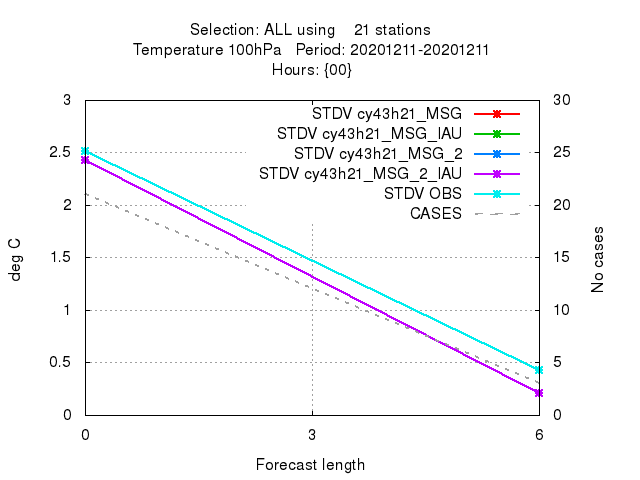 Selection: ALL using    21 stations
Temperature 100hPa   Period: 20201211-20201211
Hours: {00}
STDV cy43h21_MSG
STDV cy43h21_MSG_IAU
STDV cy43h21_MSG_2
STDV cy43h21_MSG_2_IAU
STDV OBS
CASES
3
2.5
2
1.5
1
0.5
0
30
25
20
15
10
5
0
deg C
No cases
0
3
6
Forecast length